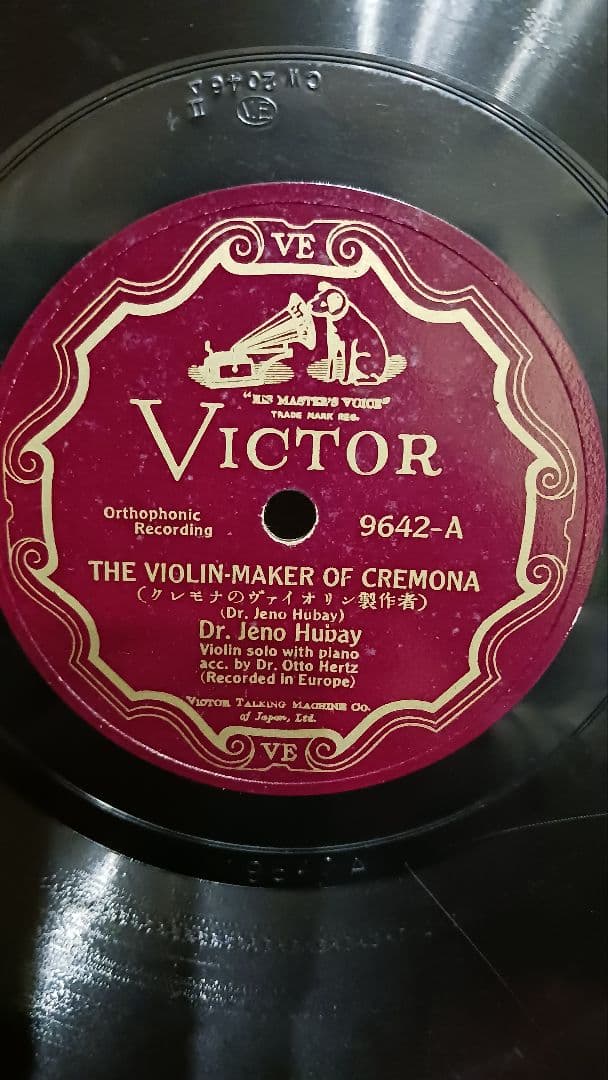 VE
"HIS MASTER'S VOICE"
TRADE MARK REG.
VICTOR
Orthophonic
Recording
9642-A
THE VIOLIN-MAKER OF CREMONA
(クレモナのヴァイオリン製作者)
(Dr. Jeno Hubay)
Dr. Jeno Hubay
Violin solo with piano
acc. by Dr. Otto Hertz
(Recorded in Europe)
VICTOR TALKING MACHINE CO.
of Japan, Ltd.
VE